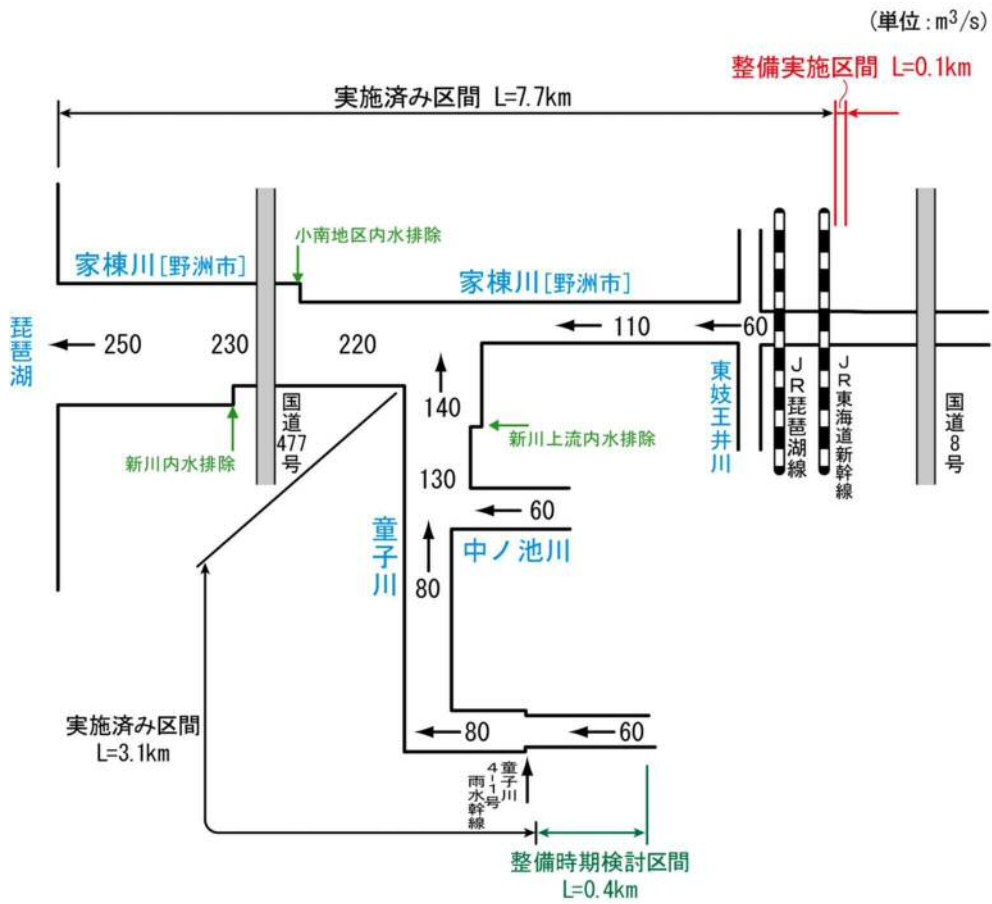 (単位:m³/s)
整備実施区間 L=0.1km
実施済み区間 L=7.7km
小南地区内水排除
家棟川[野洲市]
家棟川[野洲市]
琵琶湖
250
230
220
110
60
140
新川内水排除
国道477号
新川上流内水排除
東妓王井川
JR琵琶湖線
JR東海道新幹線
国道8号
130
60
童子川
中ノ池川
80
実施済み区間
L=3.1km
80
60
童子川
4-1号
雨水幹線
整備時期検討区間
L=0.4km